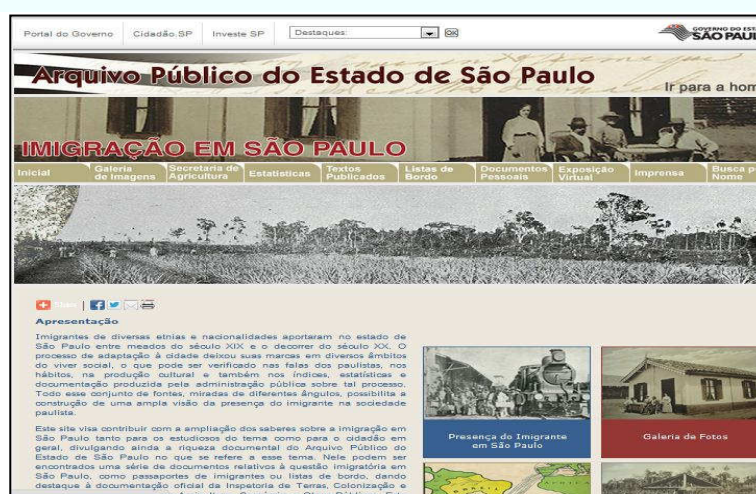 Portal do Governo Cidadão.SP Investe SP Destaques: OK
GOVERNO DO ESTA
SÃO PAUL
Arquivo Público do Estado de São Paulo
Ir para a hom
IMIGRAÇÃO EM SÃO PAULO
Inicial Galeria de Imagens Secretaria de Agricultura Estatísticas Textos Publicados Listas de Bordo Documentos Pessoais Exposição Virtual Imprensa Busca p Nome
Apresentação
Imigrantes de diversas etnias e nacionalidades aportaram no estado de
São Paulo entre meados do século XIX e o decorrer do século XX. O
processo de adaptação à cidade deixou suas marcas em diversos âmbitos
do viver social, o que pode ser verificado nas falas dos paulistas, nos
hábitos, na produção cultural e também nos índices, estatísticas e
documentação produzida pela administração pública sobre tal processo.
Todo esse conjunto de fontes, miradas de diferentes ângulos, possibilita a
construção de uma ampla visão da presença do imigrante na sociedade
paulista.
Este site visa contribuir com a ampliação dos saberes sobre a imigração em
São Paulo tanto para os estudiosos do tema como para o cidadão em
geral, divulgando ainda a riqueza documental do Arquivo Público do
Estado de São Paulo no que se refere a esse tema. Nele podem ser
encontrados uma série de documentos relativos à questão imigratória em
São Paulo, como passaportes de imigrantes ou listas de bordo, dando
destaque à documentação oficial da Inspetoria de Terras, Colonização e
Presença do Imigrante
em São Paulo
Galeria de Fotos